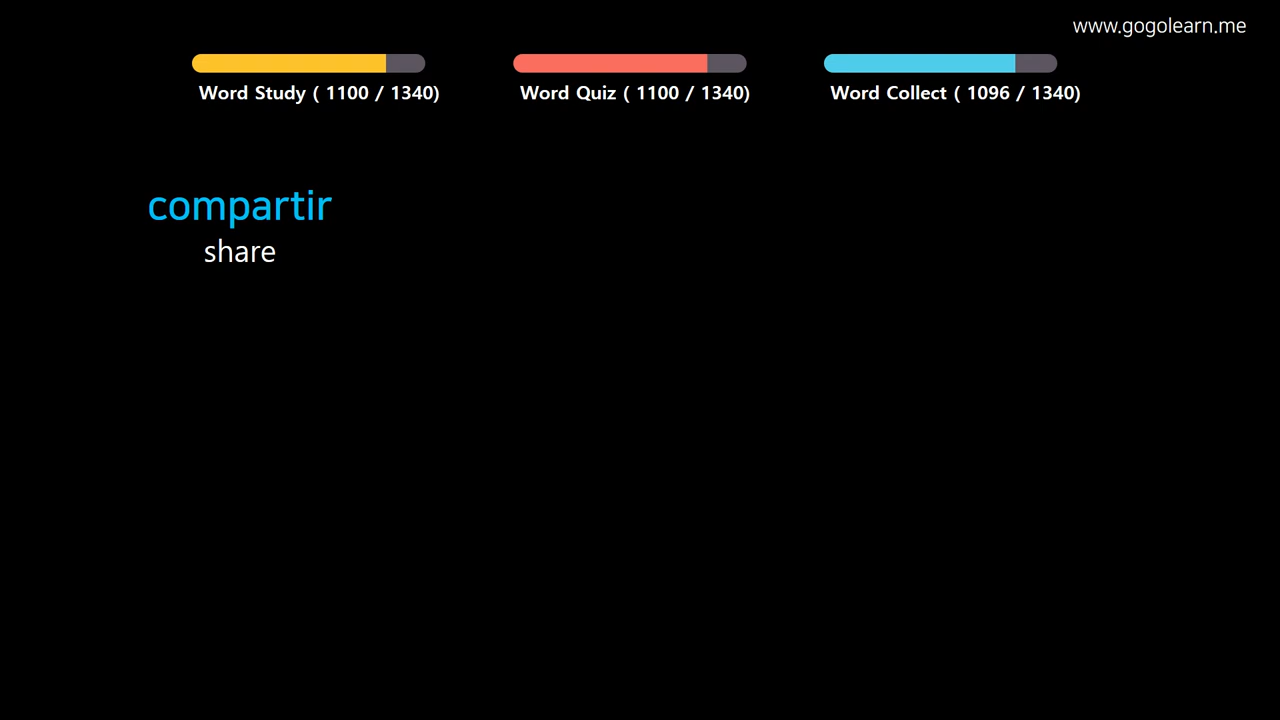 www.gogolearn.me
Word Study ( 1100 / 1340)
Word Quiz ( 1100 / 1340)
Word Collect ( 1096 / 1340)
compartir
share